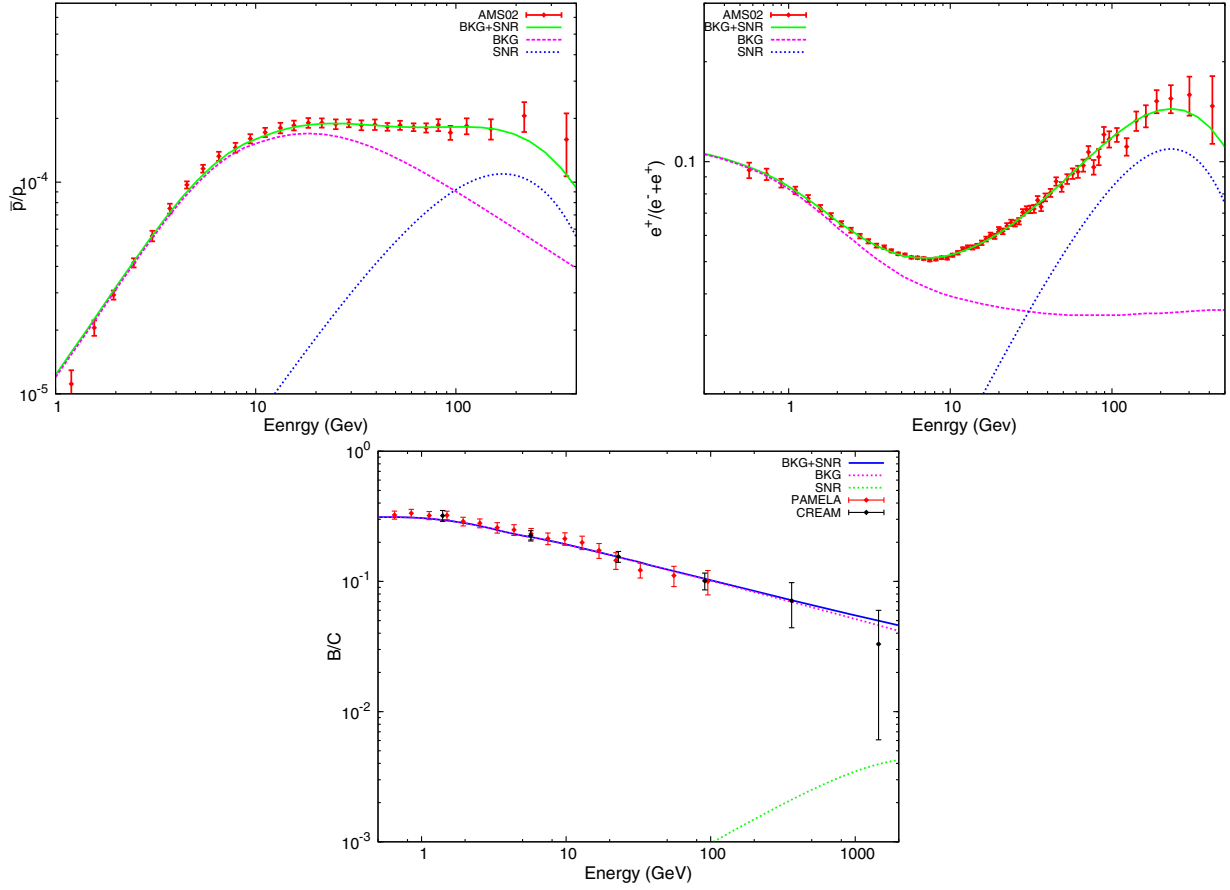 AMS02
BKG+SNR
BKG
SNR
p̄/p
10⁻⁴
10⁻⁵
1
10
100
Eenrgy (Gev)
AMS02
BKG+SNR
BKG
SNR
e⁺/(e⁻+e⁺)
0.1
1
10
100
Eenrgy (Gev)
BKG+SNR
BKG
SNR
PAMELA
CREAM
B/C
10⁰
10⁻¹
10⁻²
10⁻³
1
10
100
1000
Energy (GeV)